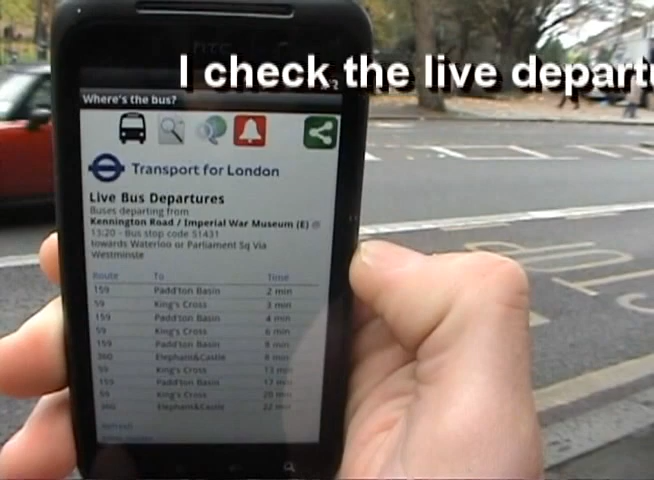 I check the live departu
hTC
Where's the bus?
Transport for London
Live Bus Departures
Buses departing from
Kennington Road / Imperial War Museum (E) @
13:20 - Bus stop code 51431
towards Waterloo or Parliament Sq Via
Westminste
Route To Time
159 Padd'ton Basin 2 min
59 King's Cross 3 min
159 Padd'ton Basin 4 min
59 King's Cross 6 min
159 Padd'ton Basin 8 min
360 Elephant&Castle 8 min
59 King's Cross 13 min
159 Padd'ton Basin 17 min
59 King's Cross 20 min
360 Elephant&Castle 22 min
Refresh